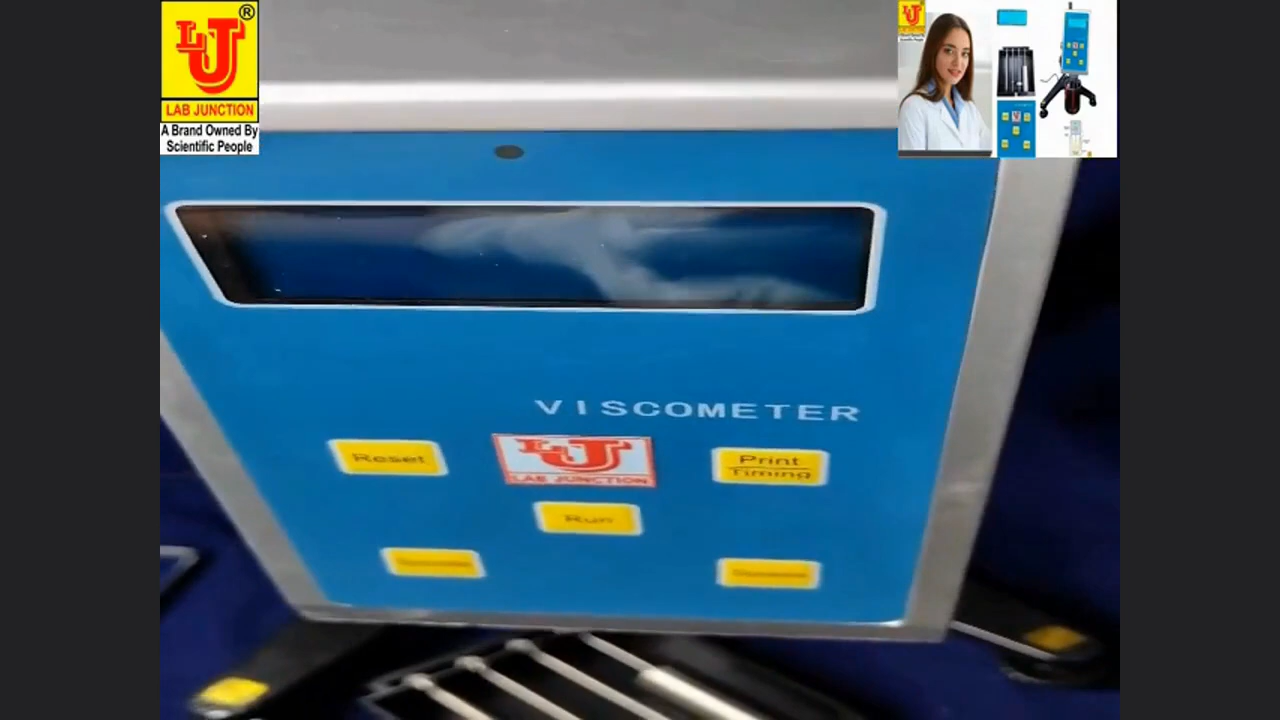 LJ®
LAB JUNCTION
A Brand Owned By
Scientific People
VISCOMETER
Reset
LJ
LAB JUNCTION
Print
Timing
Run